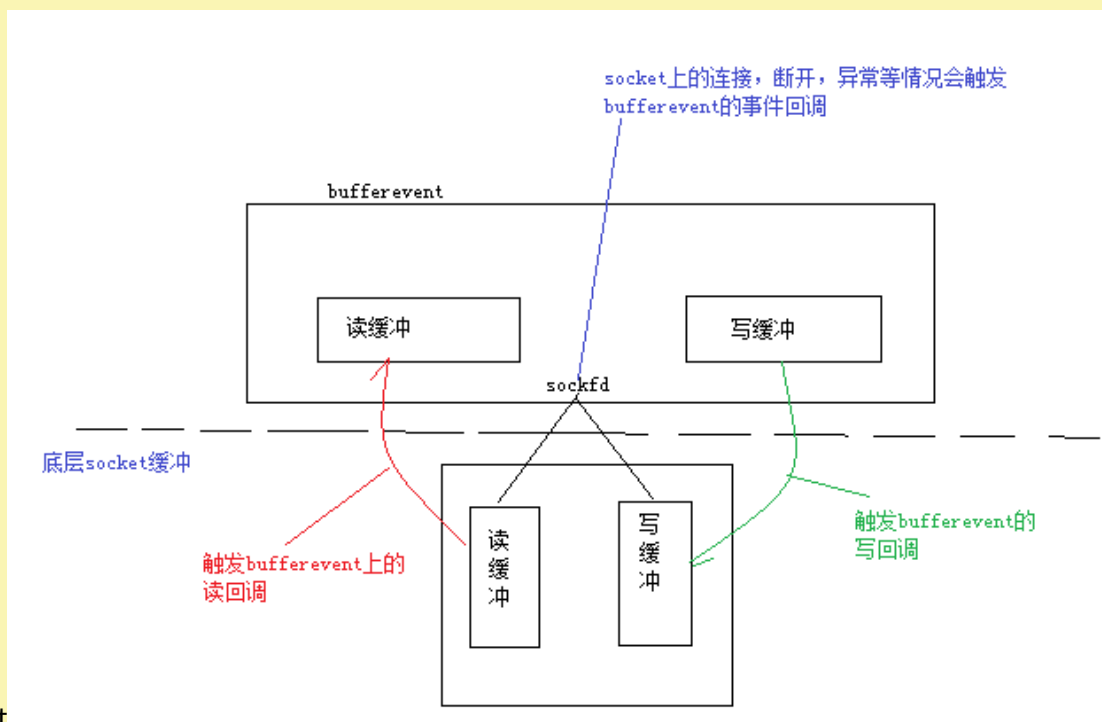 socket上的连接，断开，异常等情况会触发
bufferevent的事件回调
bufferevent
读缓冲
写缓冲
sockfd
底层socket缓冲
触发bufferevent上的
读回调
读
缓
冲
写
缓
冲
触发bufferevent的
写回调
t